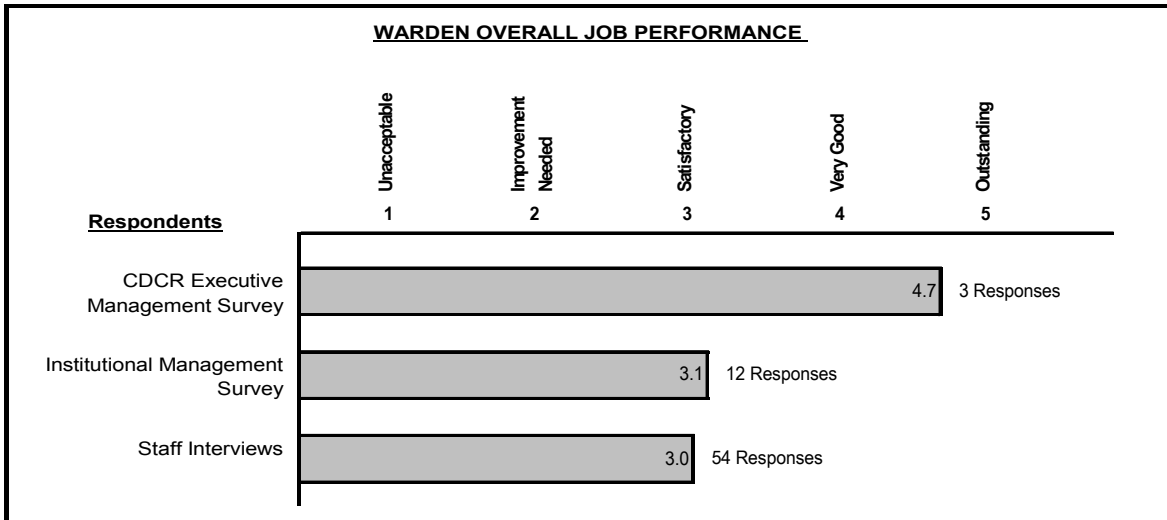 WARDEN OVERALL JOB PERFORMANCE
Unacceptable
Improvement
Needed
Satisfactory
Very Good
Outstanding
1 2 3 4 5
Respondents
CDCR Executive
Management Survey
4.7 3 Responses
Institutional Management
Survey
3.1 12 Responses
Staff Interviews
3.0 54 Responses